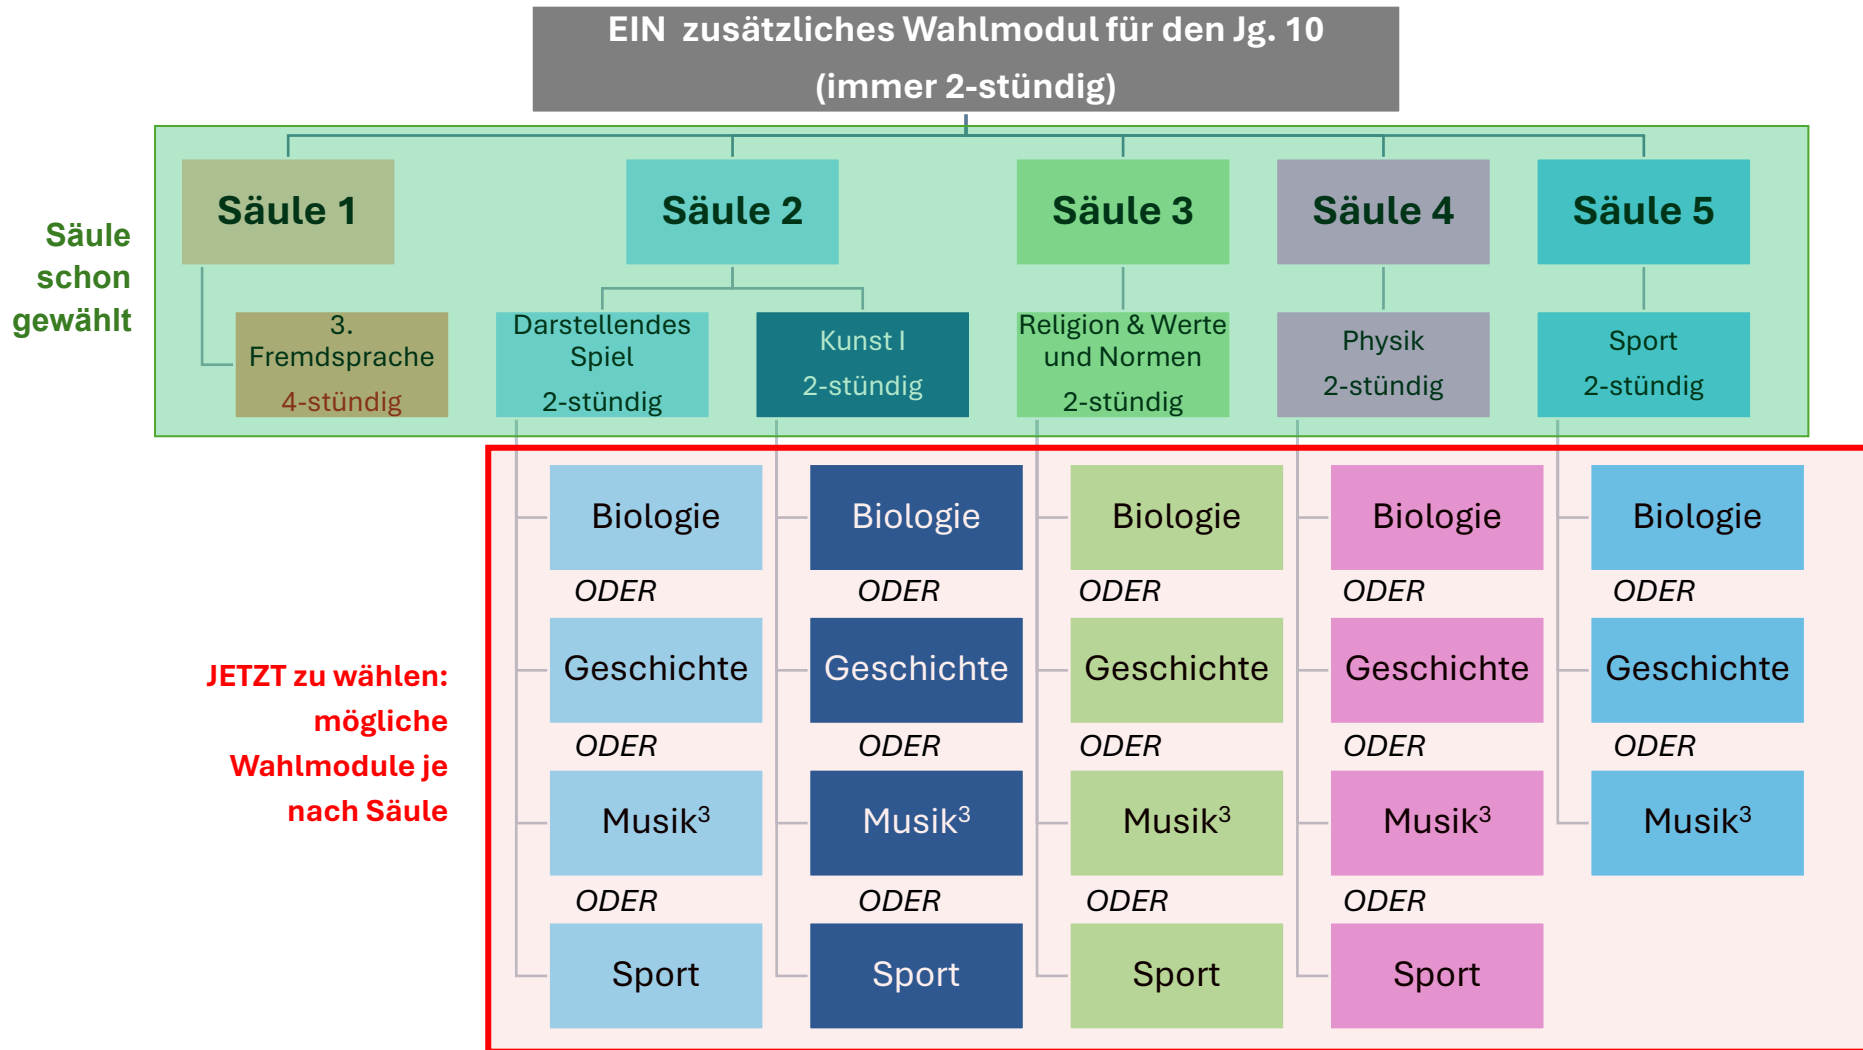 EIN zusätzliches Wahlmodul für den Jg. 10
(immer 2-stündig)
Säule
schon
gewählt
Säule 1
Säule 2
Säule 3
Säule 4
Säule 5
3.
Fremdsprache
4-stündig
Darstellendes
Spiel
2-stündig
Kunst I
2-stündig
Religion & Werte
und Normen
2-stündig
Physik
2-stündig
Sport
2-stündig
JETZT zu wählen:
mögliche
Wahlmodule je
nach Säule
Biologie
Biologie
Biologie
Biologie
Biologie
ODER
ODER
ODER
ODER
ODER
Geschichte
Geschichte
Geschichte
Geschichte
Geschichte
ODER
ODER
ODER
ODER
ODER
Musik³
Musik³
Musik³
Musik³
Musik³
ODER
ODER
ODER
ODER
Sport
Sport
Sport
Sport